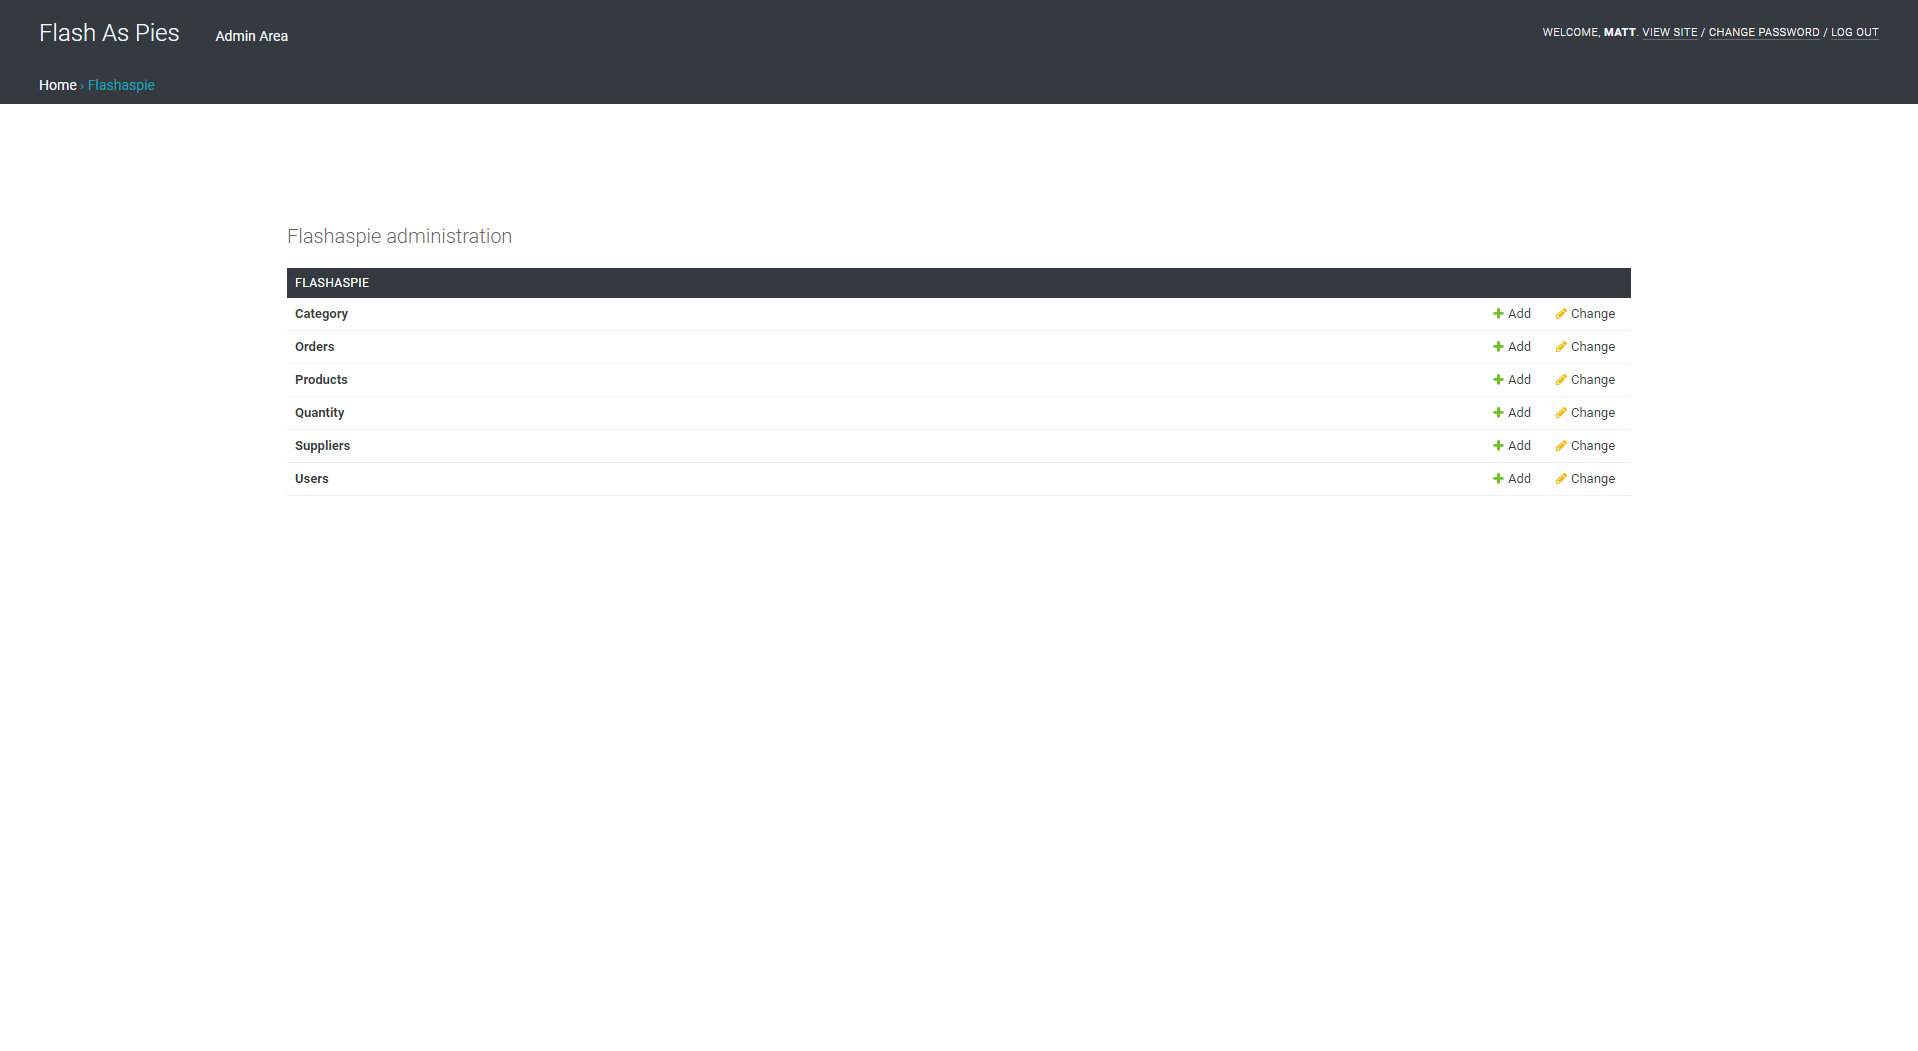 Flash As Pies Admin Area WELCOME, MATT. VIEW SITE / CHANGE PASSWORD / LOG OUT
Home › Flashaspie
Flashaspie administration
FLASHASPIE
Category Add Change
Orders Add Change
Products Add Change
Quantity Add Change
Suppliers Add Change
Users Add Change